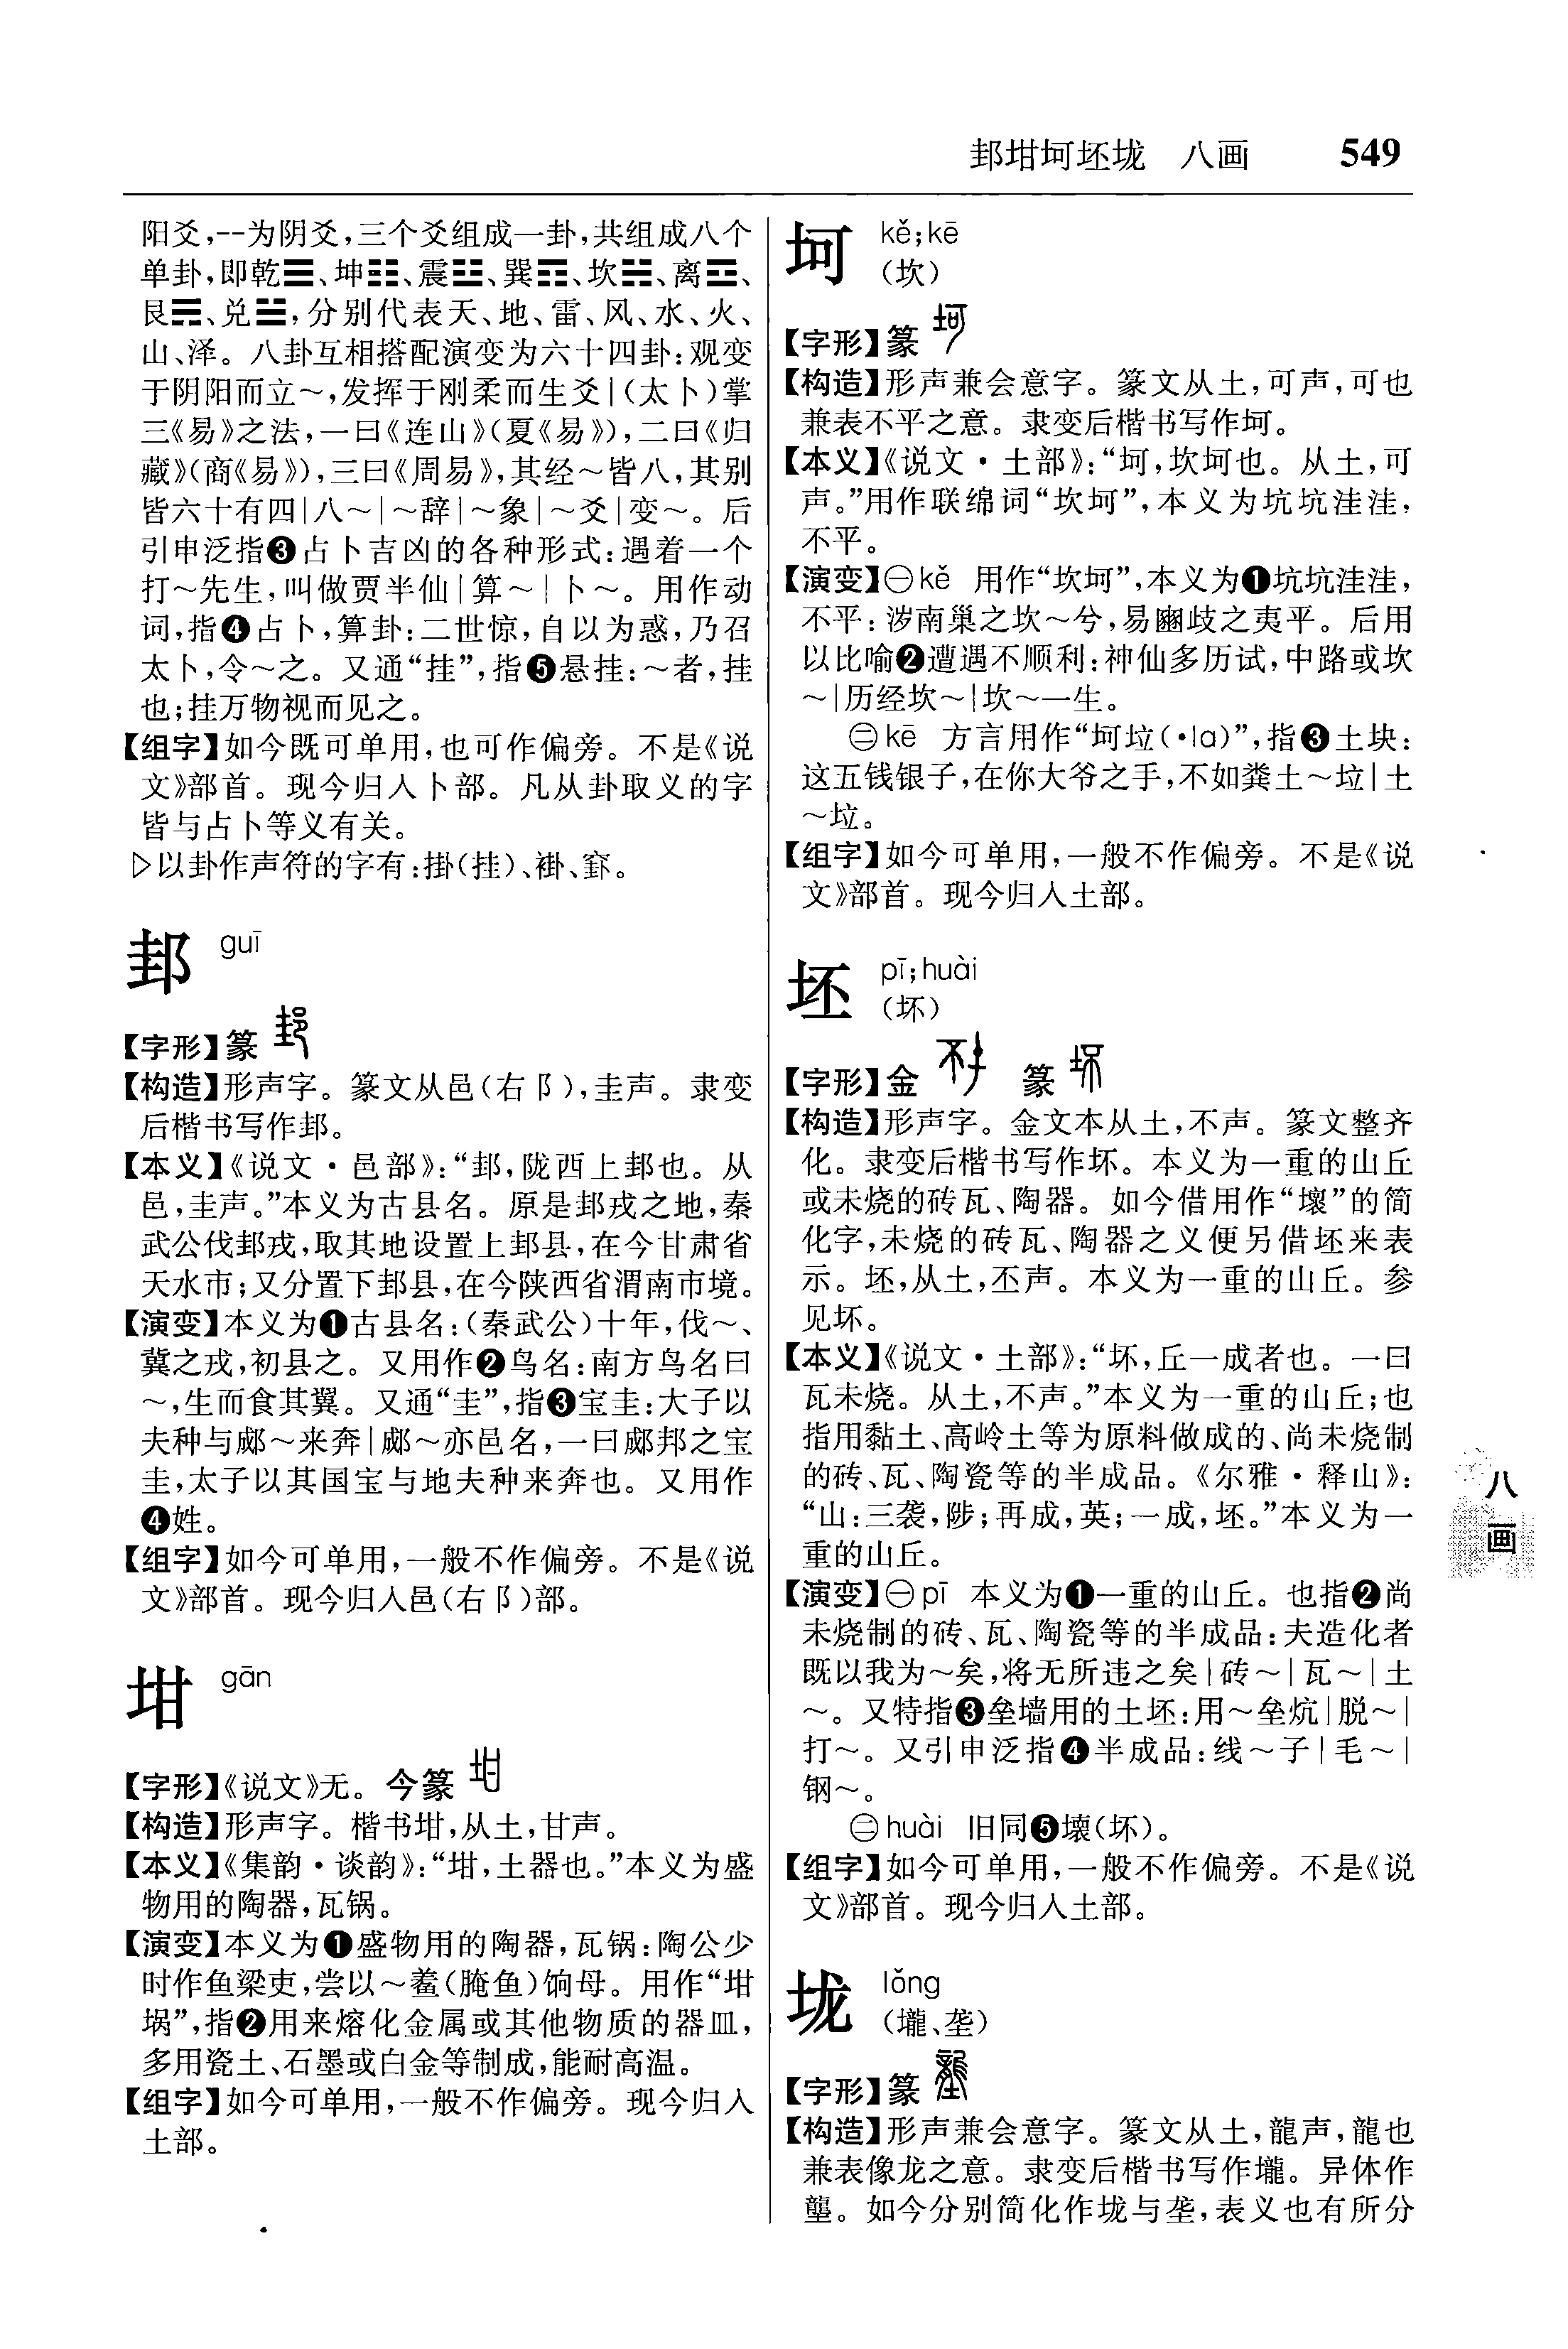 邽坩坷坯垅　八画　549
阳爻，--为阴爻，三个爻组成一卦，共组成八个
单卦，即乾☰、坤☷、震☳、巽☴、坎☵、离☲、
艮☶、兑☱，分别代表天、地、雷、风、水、火、
山、泽。八卦互相搭配演变为六十四卦：观变
于阴阳而立～，发挥于刚柔而生爻｜（太卜）掌
三《易》之法，一曰《连山》（夏《易》），二曰《归
藏》（商《易》），三曰《周易》，其经～皆八，其别
皆六十有四｜八～｜～辞｜～象｜～爻｜变～。后
引申泛指❸占卜吉凶的各种形式：遇着一个
打～先生，叫做贾半仙｜算～｜卜～。用作动
词，指❹占卜，算卦：二世惊，自以为惑，乃召
太卜，令～之。又通“挂”，指❺悬挂：～者，挂
也；挂万物视而见之。
【组字】如今既可单用，也可作偏旁。不是《说
文》部首。现今归入卜部。凡从卦取义的字
皆与占卜等义有关。
▷以卦作声符的字有：掛（挂）、褂、䆯。
邽　guī
【字形】篆
【构造】形声字。篆文从邑（右阝），圭声。隶变
后楷书写作邽。
【本义】《说文·邑部》：“邽，陇西上邽也。从
邑，圭声。”本义为古县名。原是邽戎之地，秦
武公伐邽戎，取其地设置上邽县，在今甘肃省
天水市；又分置下邽县，在今陕西省渭南市境。
【演变】本义为❶古县名：（秦武公）十年，伐～、
冀之戎，初县之。又用作❷鸟名：南方鸟名曰
～，生而食其翼。又通“圭”，指❸宝圭：大子以
夫种与郕～来奔｜郕～亦邑名，一曰郕邦之宝
圭，太子以其国宝与地夫种来奔也。又用作
❹姓。
【组字】如今可单用，一般不作偏旁。不是《说
文》部首。现今归入邑（右阝）部。
坩　gān
【字形】《说文》无。今篆
【构造】形声字。楷书坩，从土，甘声。
【本义】《集韵·谈韵》：“坩，土器也。”本义为盛
物用的陶器，瓦锅。
【演变】本义为❶盛物用的陶器，瓦锅：陶公少
时作鱼梁吏，尝以～鲝（腌鱼）饷母。用作“坩
埚”，指❷用来熔化金属或其他物质的器皿，
多用瓷土、石墨或白金等制成，能耐高温。
【组字】如今可单用，一般不作偏旁。现今归入
土部。
坷　kě；kē
（坎）
【字形】篆
【构造】形声兼会意字。篆文从土，可声，可也
兼表不平之意。隶变后楷书写作坷。
【本义】《说文·土部》：“坷，坎坷也。从土，可
声。”用作联绵词“坎坷”，本义为坑坑洼洼，
不平。
【演变】㊀kě　用作“坎坷”，本义为❶坑坑洼洼，
不平：涉南巢之坎～兮，易豳歧之夷平。后用
以比喻❷遭遇不顺利：神仙多历试，中路或坎
～｜历经坎～｜坎～一生。
㊁kē　方言用作“坷垃（·la）”，指❸土块：
这五钱银子，在你大爷之手，不如粪土～垃｜土
～垃。
【组字】如今可单用，一般不作偏旁。不是《说
文》部首。现今归入土部。
坯　pī；huài
（坏）
【字形】金　篆
【构造】形声字。金文本从土，不声。篆文整齐
化。隶变后楷书写作坏。本义为一重的山丘
或未烧的砖瓦、陶器。如今借用作“壞”的简
化字，未烧的砖瓦、陶器之义便另借坯来表
示。坯，从土，丕声。本义为一重的山丘。参
见坏。
【本义】《说文·土部》：“坏，丘一成者也。一曰
瓦未烧。从土，不声。”本义为一重的山丘；也
指用黏土、高岭土等为原料做成的、尚未烧制
的砖、瓦、陶瓷等的半成品。《尔雅·释山》：
“山：三袭，陟；再成，英；一成，坯。”本义为一
重的山丘。
【演变】㊀pī　本义为❶一重的山丘。也指❷尚
未烧制的砖、瓦、陶瓷等的半成品：夫造化者
既以我为～矣，将无所违之矣｜砖～｜瓦～｜土
～。又特指❸垒墙用的土坯：用～垒炕｜脱～｜
打～。又引申泛指❹半成品：线～子｜毛～｜
钢～。
㊁huài　旧同❺壞（坏）。
【组字】如今可单用，一般不作偏旁。不是《说
文》部首。现今归入土部。
垅　lǒng
（壠、垄）
【字形】篆
【构造】形声兼会意字。篆文从土，龍声，龍也
兼表像龙之意。隶变后楷书写作壠。异体作
壟。如今分别简化作垅与垄，表义也有所分
八
画